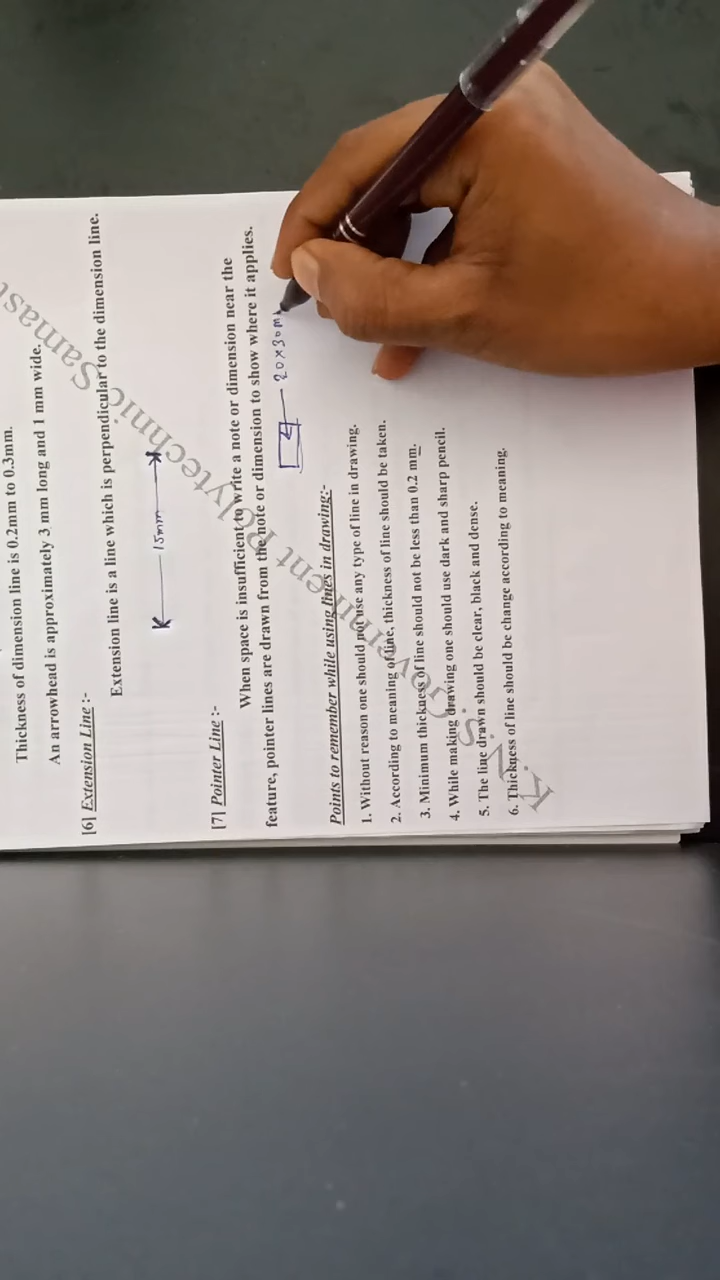 Thickness of dimension line is 0.2mm to 0.3mm.
An arrowhead is approximately 3 mm long and 1 mm wide.
[6] Extension Line :-
Extension line is a line which is perpendicular to the dimension line.
15mm
[7] Pointer Line :-
When space is insufficient to write a note or dimension near the
feature, pointer lines are drawn from the note or dimension to show where it applies.
20x30m
Points to remember while using lines in drawing:-
1. Without reason one should not use any type of line in drawing.
2. According to meaning of line, thickness of line should be taken.
3. Minimum thickness of line should not be less than 0.2 mm.
4. While making drawing one should use dark and sharp pencil.
5. The line drawn should be clear, black and dense.
6. Thickness of line should be change according to meaning.
Government Polytechnic